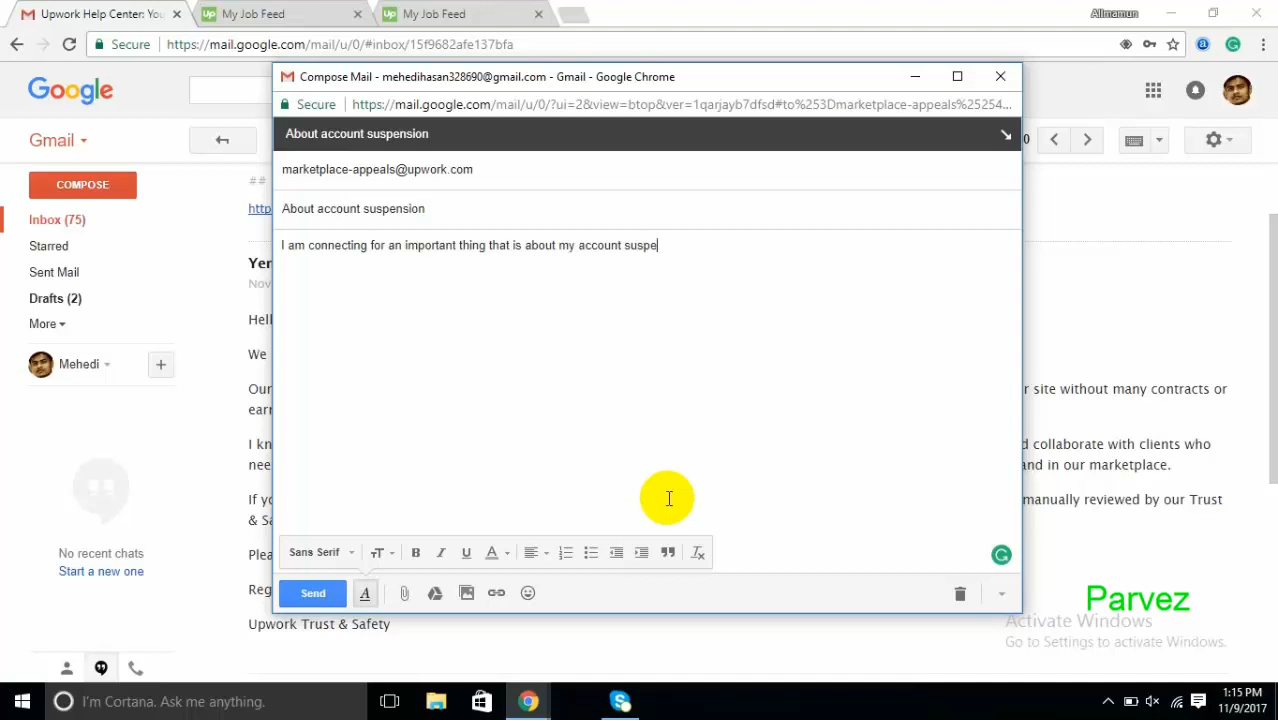 Upwork Help Center: You
My Job Feed
My Job Feed
Allmamun
Secure
https://mail.google.com/mail/u/0/#inbox/15f9682afe137bfa
Compose Mail - mehedihasan328690@gmail.com - Gmail - Google Chrome
Google
Secure
https://mail.google.com/mail/u/0/?ui=2&view=btop&ver=1qarjayb7dfsd#to%253Dmarketplace-appeals%25254...
About account suspension
Gmail
0
marketplace-appeals@upwork.com
COMPOSE
##
http
About account suspension
Inbox (75)
Starred
I am connecting for an important thing that is about my account suspe
Sent Mail
Yer
Nov
Drafts (2)
Hell
More
We
Mehedi
Our
r site without many contracts or
earn
I kn
d collaborate with clients who
nee
and in our marketplace.
If yo
manually reviewed by our Trust
& Sa
No recent chats
Plea
Start a new one
Sans Serif
Reg
Send
Parvez
Upwork Trust & Safety
Activate Windows
Go to Settings to activate Windows.
I'm Cortana. Ask me anything.
1:15 PM
11/9/2017